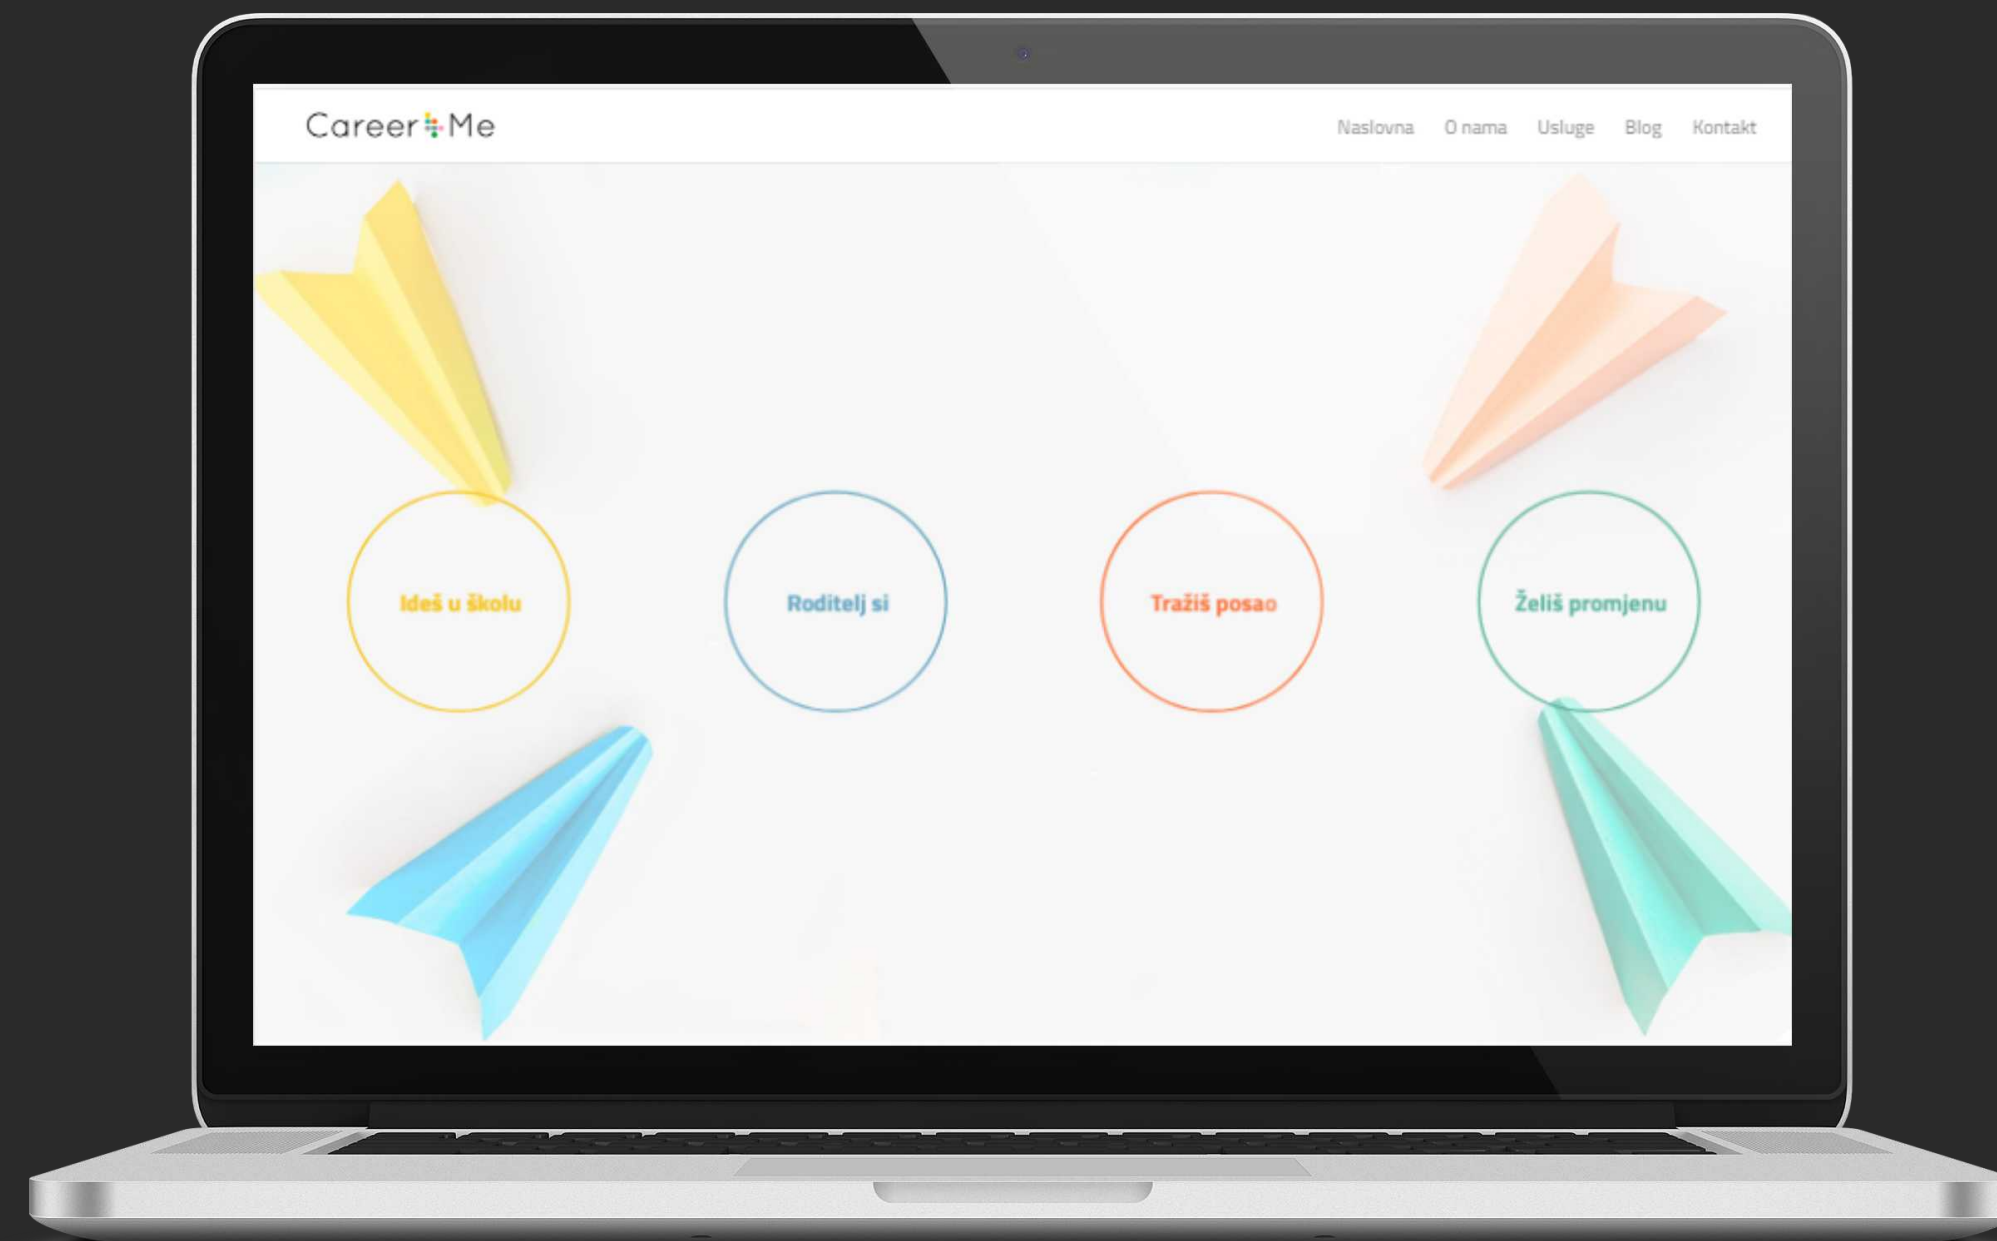 Career Me
Naslovna O nama Usluge Blog Kontakt
Ideš u školu
Roditelj si
Tražiš posao
Želiš promjenu